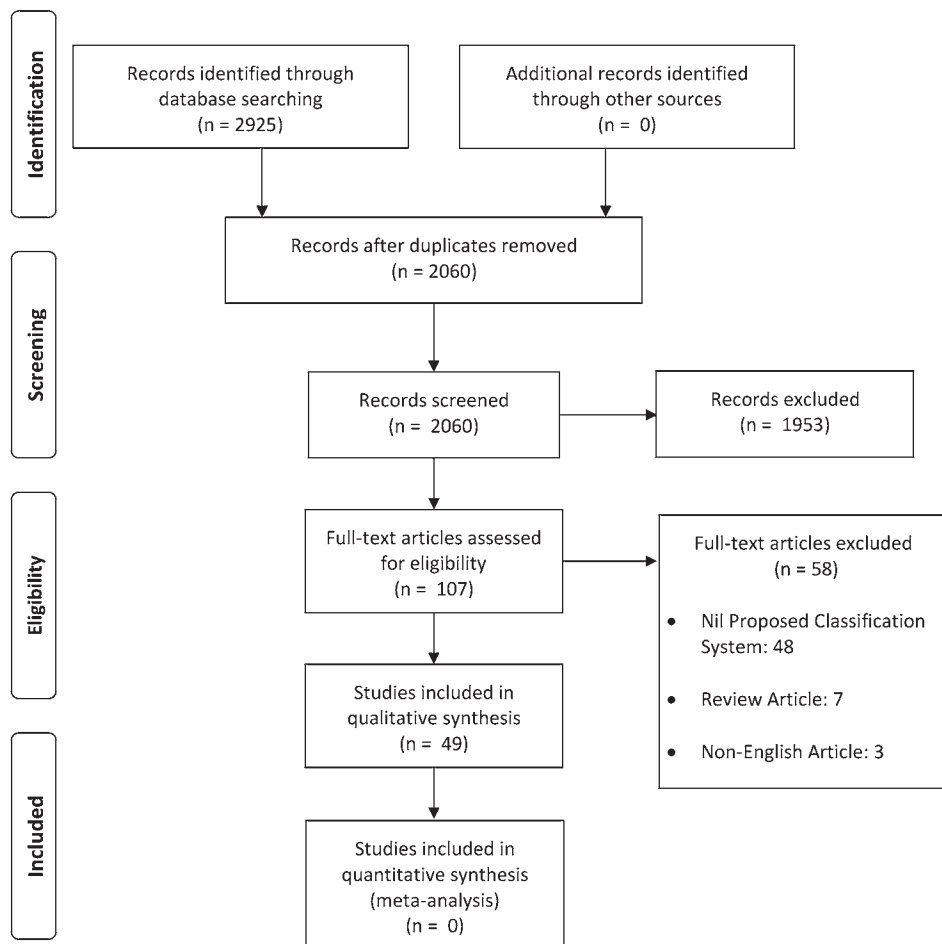 Identification
Records identified through
database searching
(n = 2925)
Additional records identified
through other sources
(n = 0)
Records after duplicates removed
(n = 2060)
Screening
Records screened
(n = 2060)
Records excluded
(n = 1953)
Eligibility
Full-text articles assessed
for eligibility
(n = 107)
Full-text articles excluded
(n = 58)
• Nil Proposed Classification
System: 48
• Review Article: 7
• Non-English Article: 3
Studies included in
qualitative synthesis
(n = 49)
Included
Studies included in
quantitative synthesis
(meta-analysis)
(n = 0)